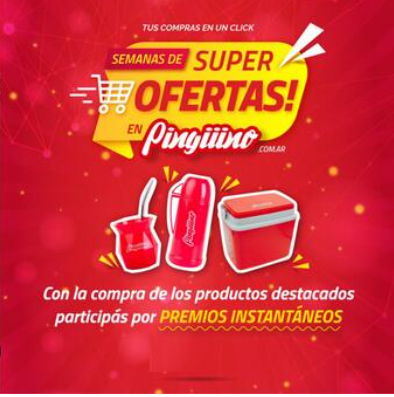 TUS COMPRAS EN UN CLICK
SEMANAS DE SUPER
OFERTAS!
EN Pingüino
.COM.AR
Pingüino
Con la compra de los productos destacados
participás por PREMIOS INSTANTÁNEOS